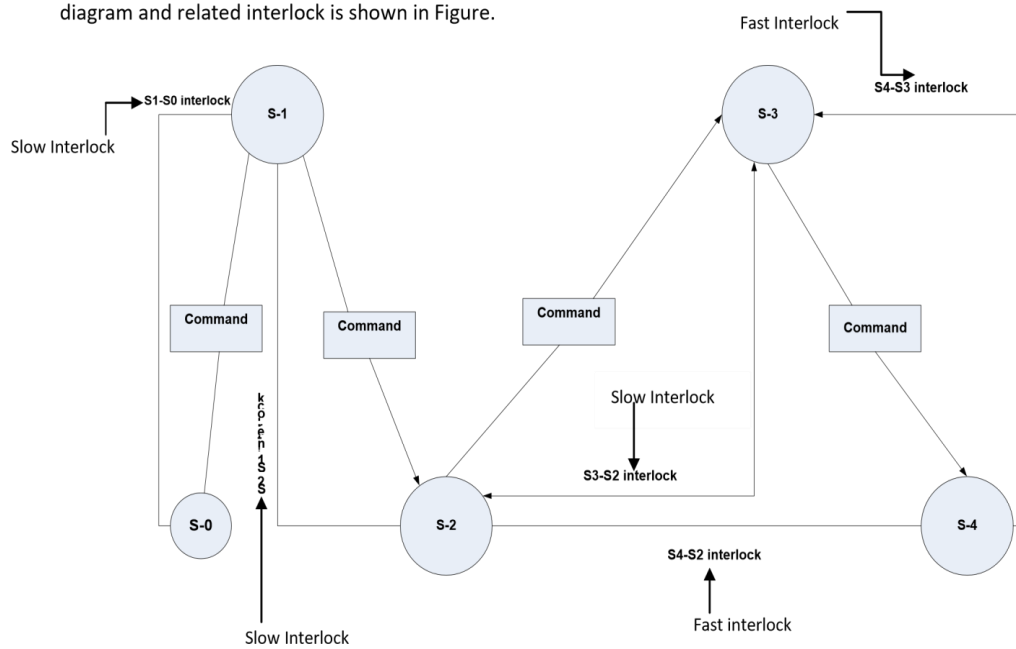 diagram and related interlock is shown in Figure.
Fast Interlock
S4-S3 interlock
S1-S0 interlock
S-1
S-3
Slow Interlock
Command
Command
Command
Command
Slow Interlock
S3-S2 interlock
S-0
S-2
S-4
S4-S2 interlock
Slow Interlock
Fast interlock